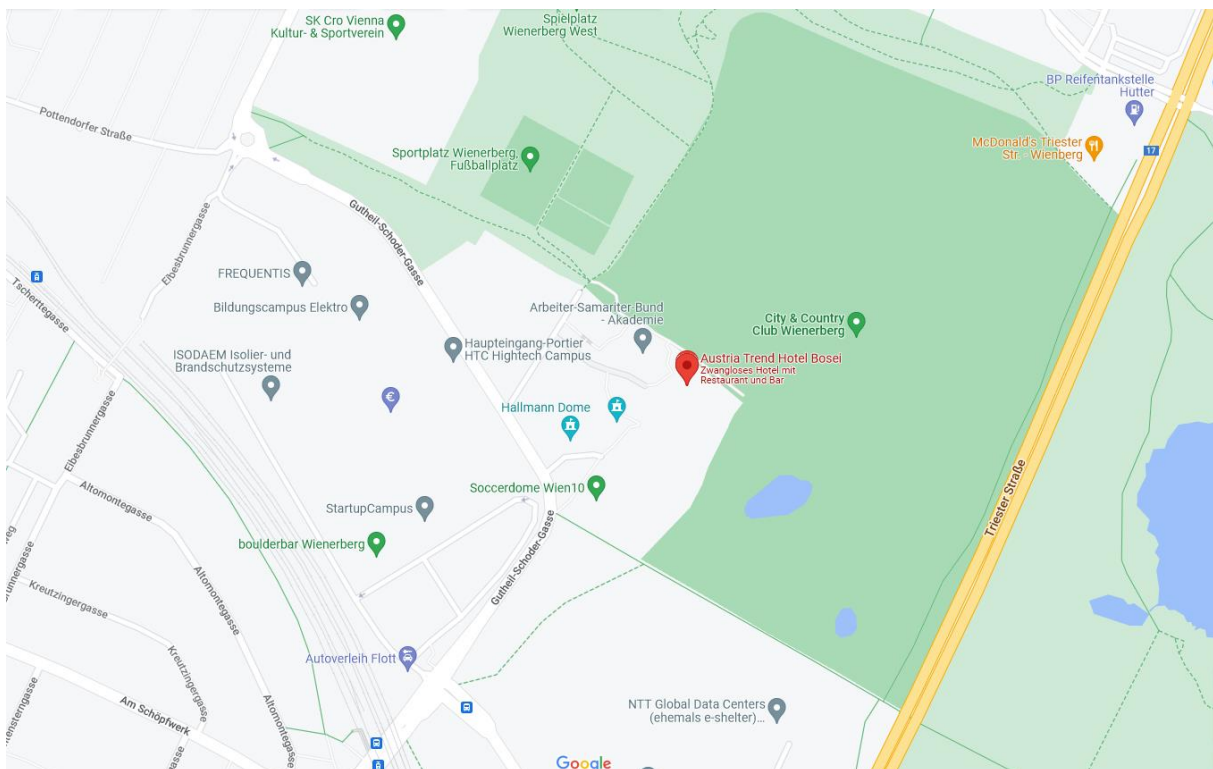 SK Cro Vienna
Kultur- & Sportverein
Spielplatz
Wienerberg West
BP Reifentankstelle
Hutter
Pottendorfer Straße
McDonald's Triester
Str. - Wienberg
17
Sportplatz Wienerberg,
Fußballplatz
Gutheil-Schoder-Gasse
Eibesbrunnergasse
FREQUENTIS
Tscherttegasse
Bildungscampus Elektro
Arbeiter-Samariter-Bund
- Akademie
City & Country
Club Wienerberg
Haupteingang-Portier
HTC Hightech Campus
ISODAEM Isolier- und
Brandschutzsysteme
Austria Trend Hotel Bosei
Zwangloses Hotel mit
Restaurant und Bar
€
Hallmann Dome
Eibesbrunnergasse
Soccerdome Wien10
Altomontegasse
StartupCampus
Triester Straße
boulderbar Wienerberg
Gutheil-Schoder-Gasse
Kreutzingergasse
Altomontegasse
Kreutzingergasse
Autoverleih Flott
Am Schöpfwerk
Altomontegasse
NTT Global Data Centers
(ehemals e-shelter)...
Google